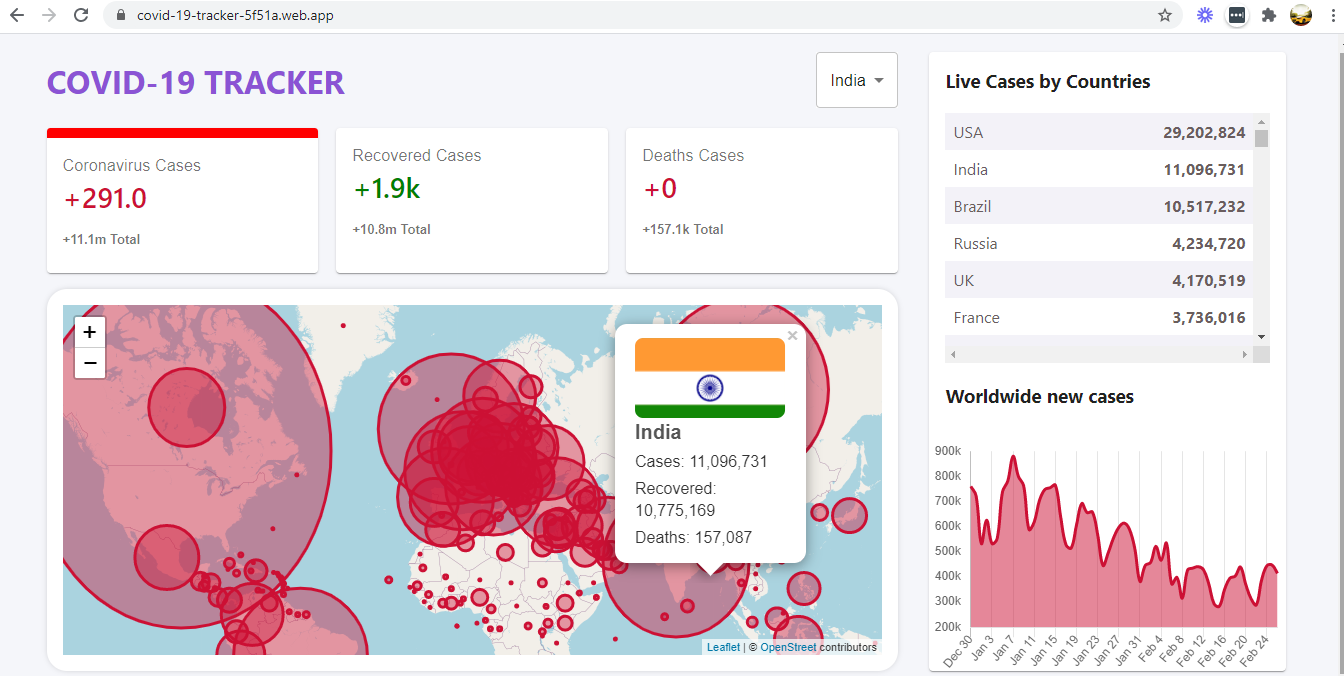 covid-19-tracker-5f51a.web.app
COVID-19 TRACKER
India
Coronavirus Cases
+291.0
+11.1m Total
Recovered Cases
+1.9k
+10.8m Total
Deaths Cases
+0
+157.1k Total
+
−
×
India
Cases: 11,096,731
Recovered:
10,775,169
Deaths: 157,087
Leaflet | © OpenStreet contributors
Live Cases by Countries
USA 29,202,824
India 11,096,731
Brazil 10,517,232
Russia 4,234,720
UK 4,170,519
France 3,736,016
Worldwide new cases
900k
800k
700k
600k
500k
400k
300k
200k
Dec 30
Jan 3
Jan 7
Jan 11
Jan 15
Jan 19
Jan 23
Jan 27
Jan 31
Feb 4
Feb 8
Feb 12
Feb 16
Feb 20
Feb 24